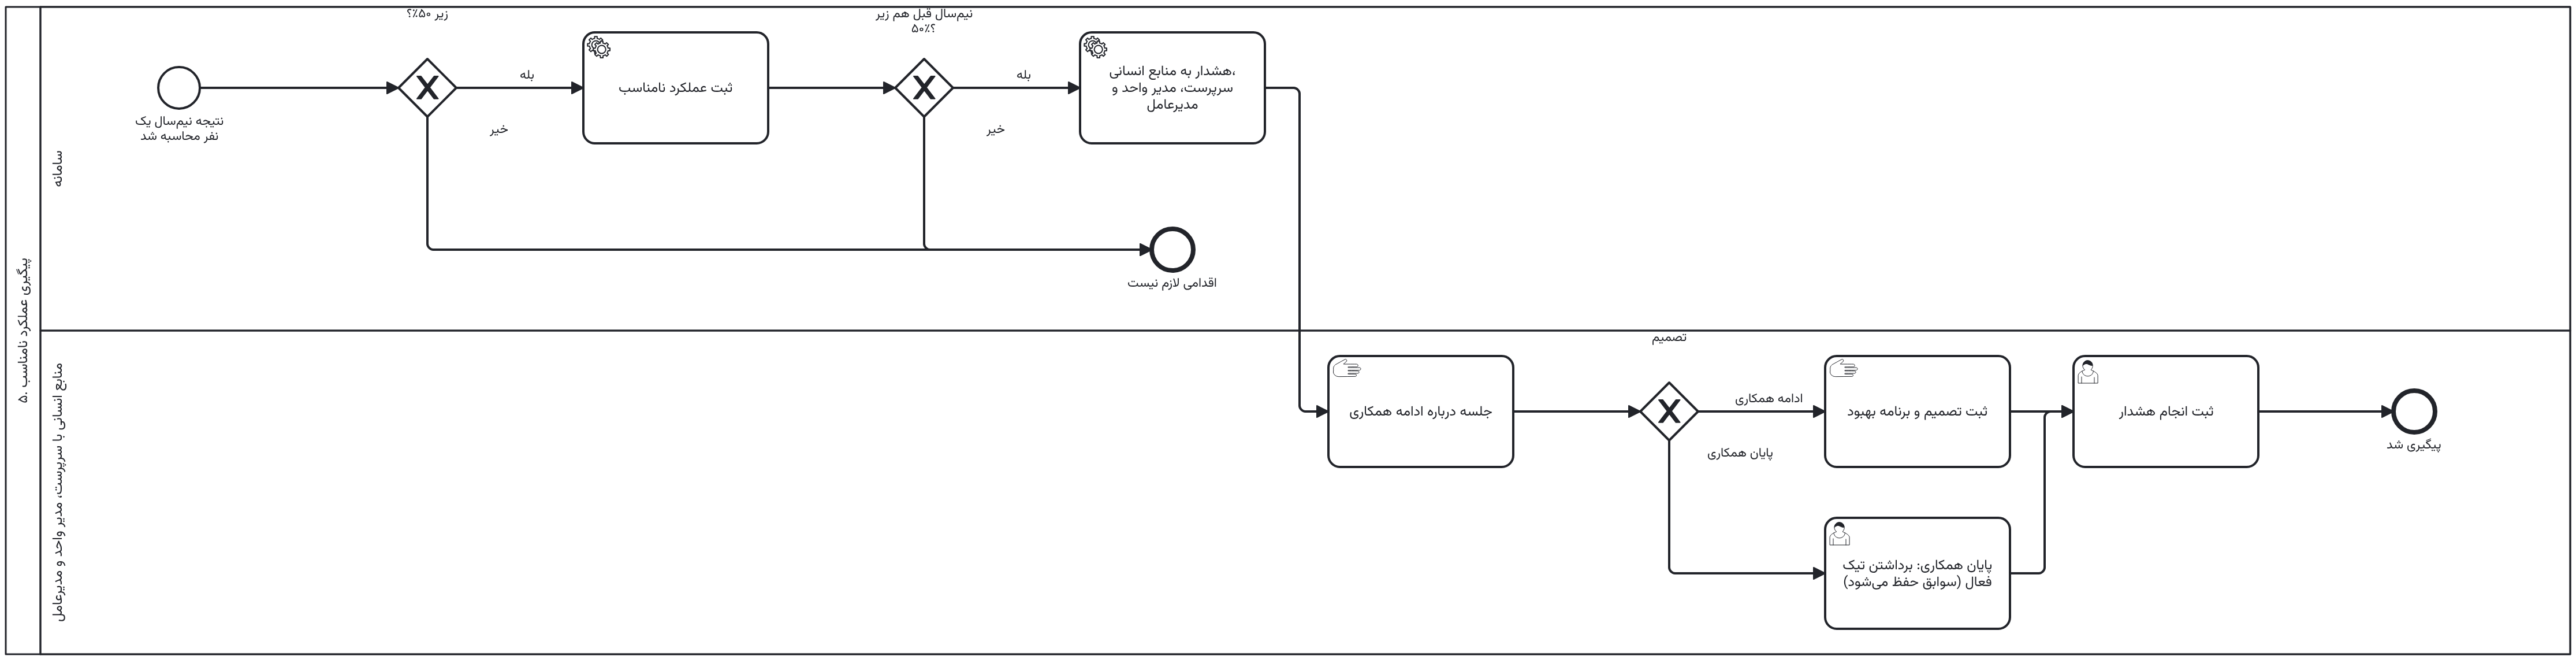 ۵. پیگیری عملکرد نامناسب
سامانه
نتیجه نیم‌سال یک
نفر محاسبه شد
زیر ۵۰٪؟
بله
خیر
ثبت عملکرد نامناسب
نیم‌سال قبل هم زیر
۵۰٪؟
بله
خیر
هشدار به منابع انسانی،
سرپرست، مدیر واحد و
مدیرعامل
اقدامی لازم نیست
منابع انسانی با سرپرست، مدیر واحد و مدیرعامل
جلسه درباره ادامه همکاری
تصمیم
ادامه همکاری
پایان همکاری
ثبت تصمیم و برنامه بهبود
پایان همکاری: برداشتن تیک
فعال (سوابق حفظ می‌شود)
ثبت انجام هشدار
پیگیری شد